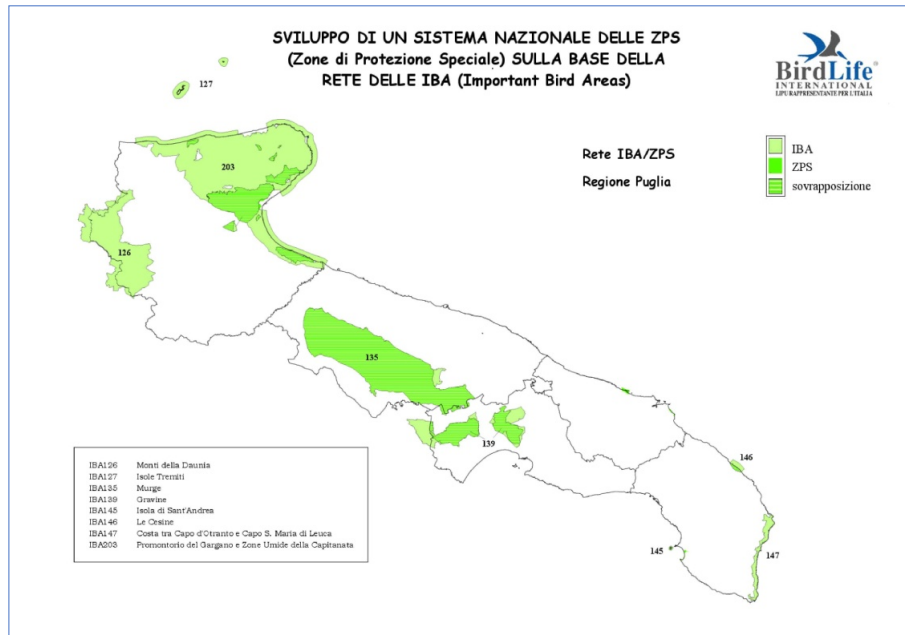 SVILUPPO DI UN SISTEMA NAZIONALE DELLE ZPS
(Zone di Protezione Speciale) SULLA BASE DELLA
RETE DELLE IBA (Important Bird Areas)
BirdLife®
INTERNATIONAL
LIPU RAPPRESENTANTE PER L'ITALIA
Rete IBA/ZPS
Regione Puglia
IBA
ZPS
sovrapposizione
127
203
126
135
139
146
145
147
IBA126 Monti della Daunia
IBA127 Isole Tremiti
IBA135 Murge
IBA139 Gravine
IBA145 Isola di Sant'Andrea
IBA146 Le Cesine
IBA147 Costa tra Capo d'Otranto e Capo S. Maria di Leuca
IBA203 Promontorio del Gargano e Zone Umide della Capitanata